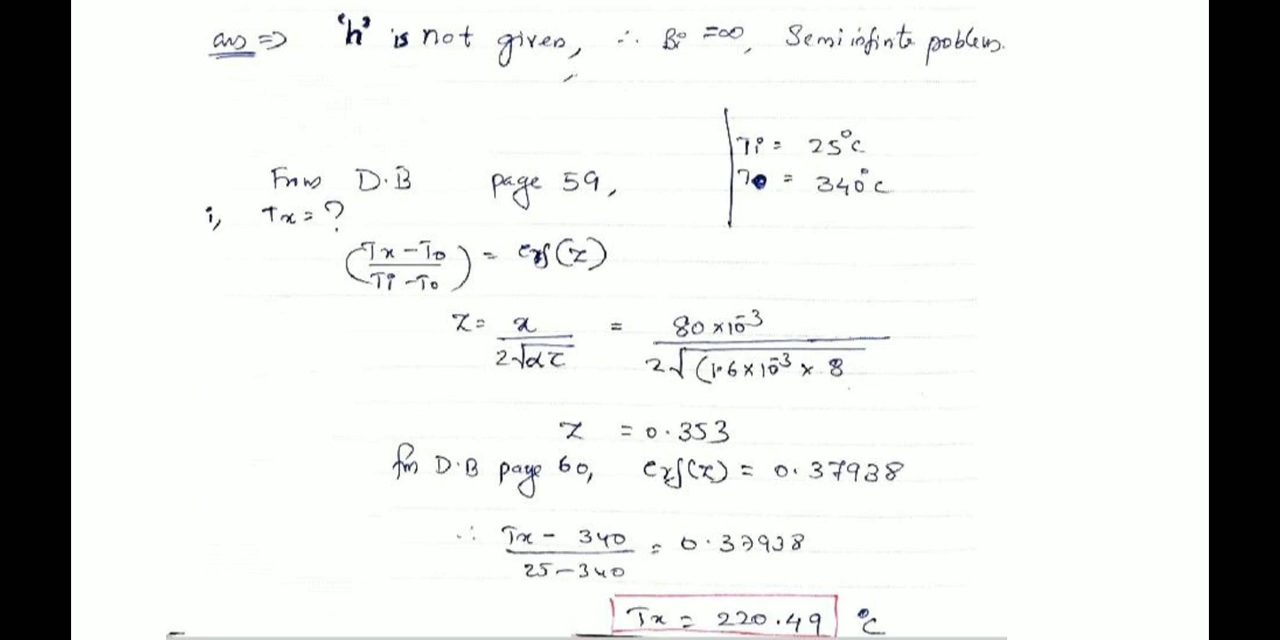 ans ⇒ 'h' is not given, ∴ Bi = ∞, Semi infinite problem.
Ti = 25°C
To = 340°C
From D.B page 59,
i, Tx = ?
(Tx - To / Ti - To) = erf(z)
z = x / 2√ατ = 80 × 10⁻³ / 2√(1.6 × 10⁻³ × 8
z = 0.353
from D.B page 60, erf(z) = 0.37938
∴ Tx - 340 / 25 - 340 = 0.37938
Tx = 220.49 °C